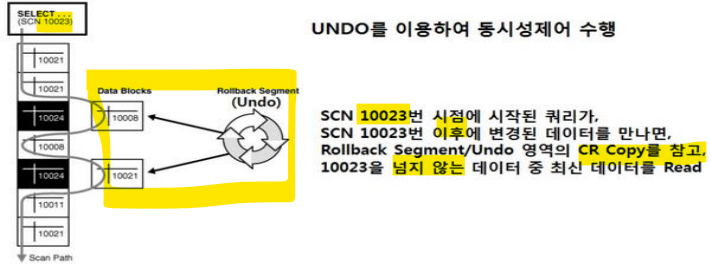 SELECT . . .
(SCN 10023)
UNDO를 이용하여 동시성제어 수행
10021
10021
Data Blocks
Rollback Segment
(Undo)
10024
10008
10008
10024
10021
10011
10021
Scan Path
SCN 10023번 시점에 시작된 쿼리가,
SCN 10023번 이후에 변경된 데이터를 만나면,
Rollback Segment/Undo 영역의 CR Copy를 참고,
10023을 넘지 않는 데이터 중 최신 데이터를 Read